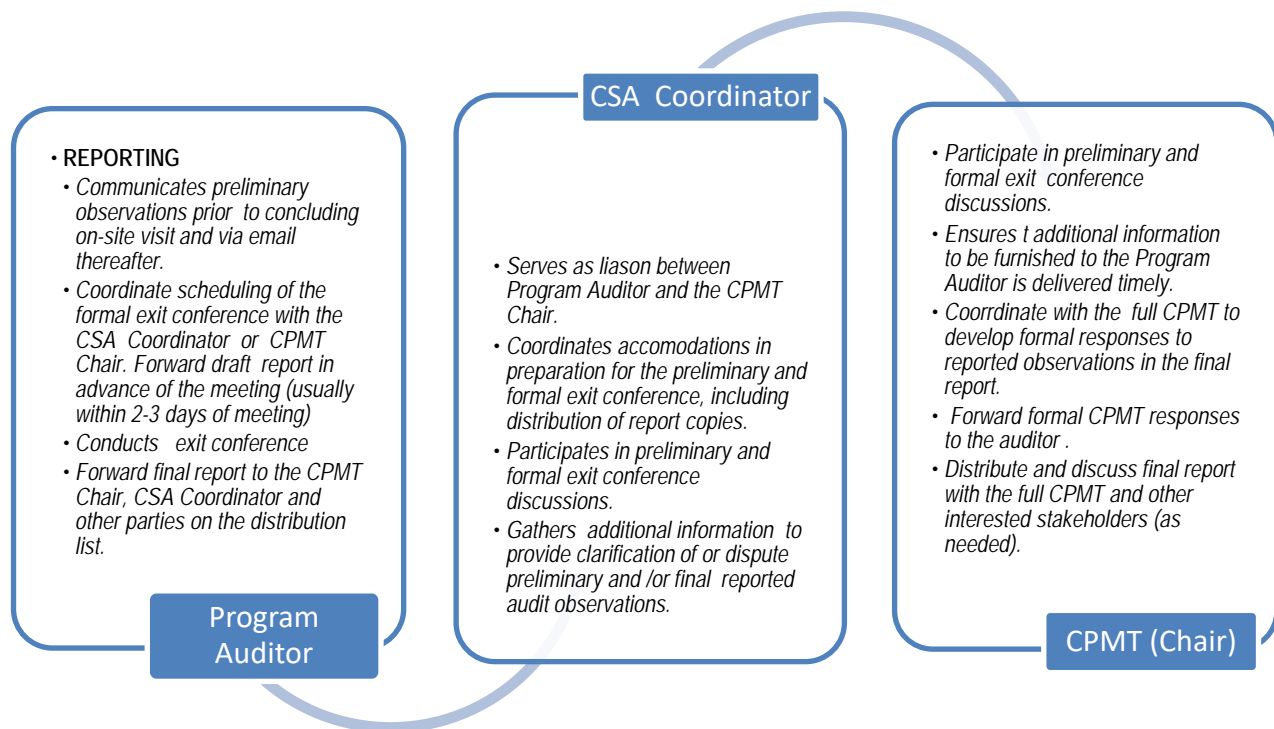 • REPORTING
• Communicates preliminary
observations prior to concluding
on-site visit and via email
thereafter.
• Coordinate scheduling of the
formal exit conference with the
CSA Coordinator or CPMT
Chair. Forward draft report in
advance of the meeting (usually
within 2-3 days of meeting)
• Conducts exit conference
• Forward final report to the CPMT
Chair, CSA Coordinator and
other parties on the distribution
list.
Program
Auditor
CSA Coordinator
• Serves as liason between
Program Auditor and the CPMT
Chair.
• Coordinates accomodations in
preparation for the preliminary and
formal exit conference, including
distribution of report copies.
• Participates in preliminary and
formal exit conference
discussions.
• Gathers additional information to
provide clarification of or dispute
preliminary and /or final reported
audit observations.
• Participate in preliminary and
formal exit conference
discussions.
• Ensures t additional information
to be furnished to the Program
Auditor is delivered timely.
• Coorrdinate with the full CPMT to
develop formal responses to
reported observations in the final
report.
• Forward formal CPMT responses
to the auditor .
• Distribute and discuss final report
with the full CPMT and other
interested stakeholders (as
needed).
CPMT (Chair)